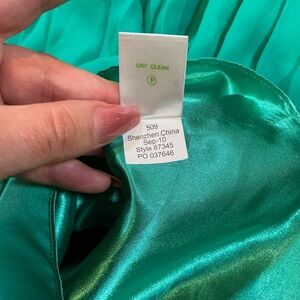 DRY CLEAN
P
509
Shenzhen,China
Sep-10
Style 87345
PO 037646